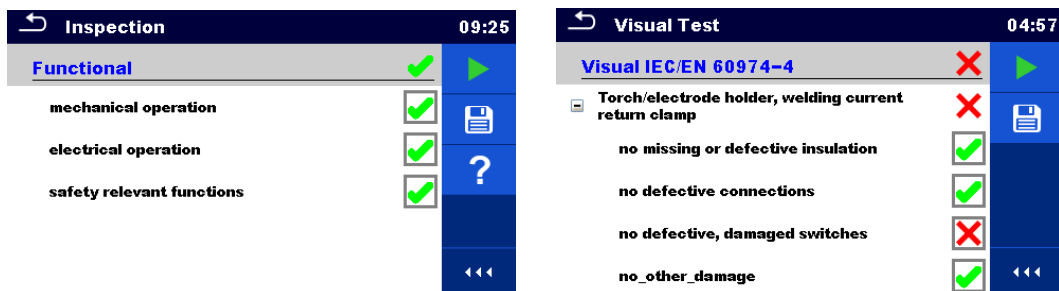 Inspection 09:25
Functional
mechanical operation
electrical operation
safety relevant functions
?
Visual Test 04:57
Visual IEC/EN 60974-4
Torch/electrode holder, welding current
return clamp
no missing or defective insulation
no defective connections
no defective, damaged switches
no_other_damage